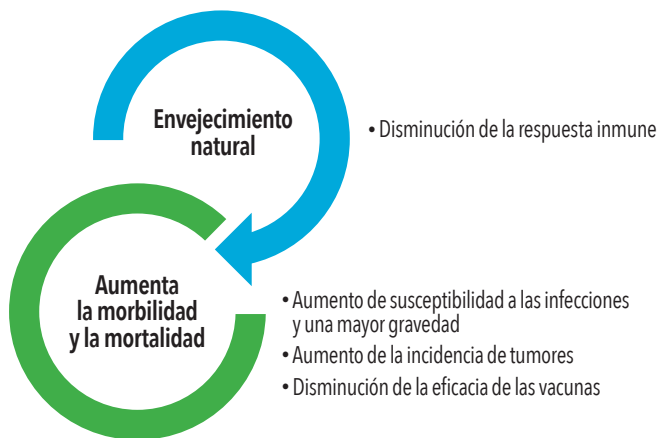 Envejecimiento
natural
• Disminución de la respuesta inmune
Aumenta
la morbilidad
y la mortalidad
• Aumento de susceptibilidad a las infecciones
y una mayor gravedad
• Aumento de la incidencia de tumores
• Disminución de la eficacia de las vacunas